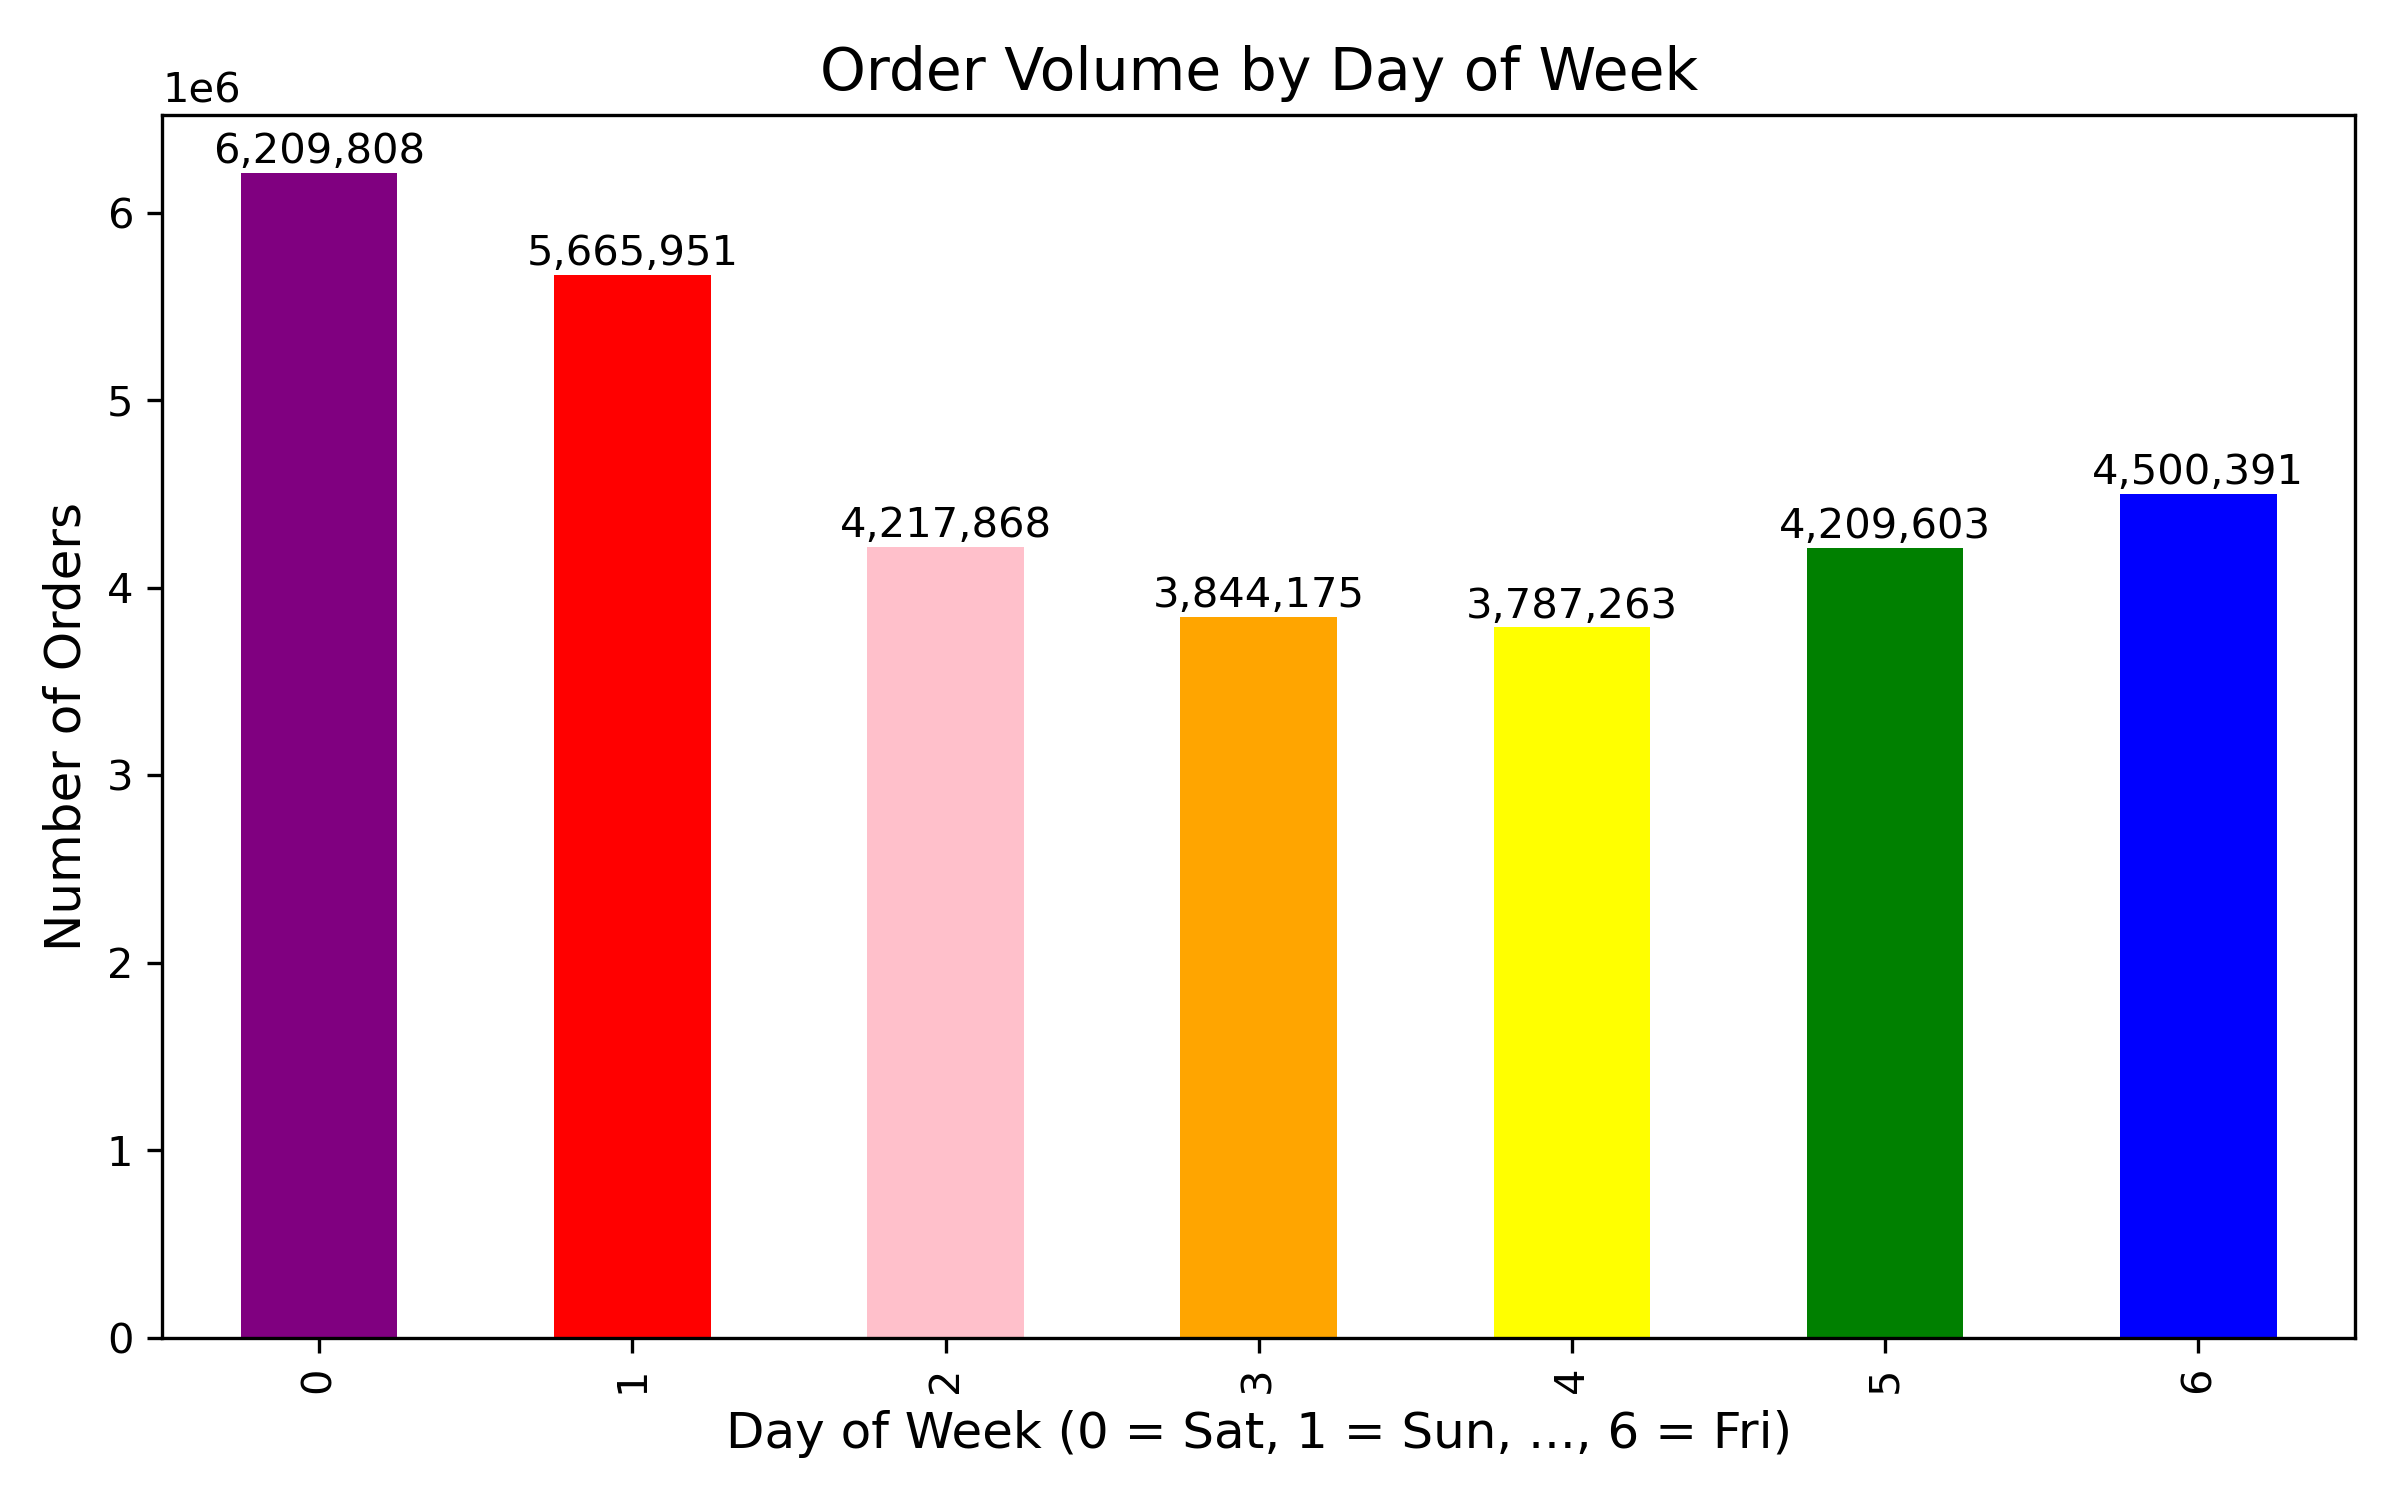 Order Volume by Day of Week
1e6
6,209,808
5,665,951
4,217,868
3,844,175
3,787,263
4,209,603
4,500,391
6
5
4
3
2
1
0
Number of Orders
0 1 2 3 4 5 6
Day of Week (0 = Sat, 1 = Sun, ..., 6 = Fri)